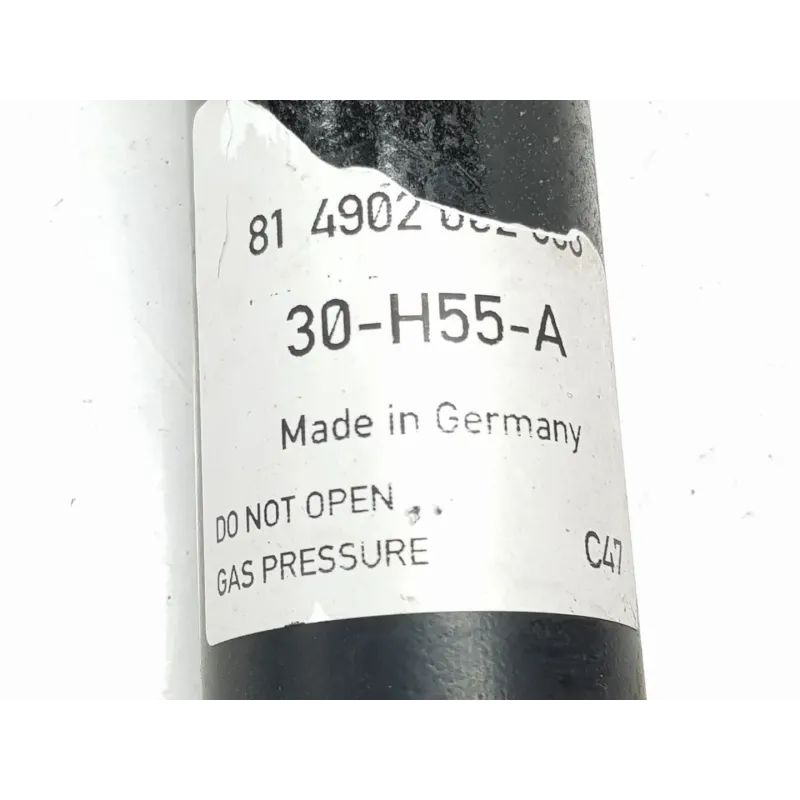 81 4902
30-H55-A
Made in Germany
DO NOT OPEN
GAS PRESSURE
C47